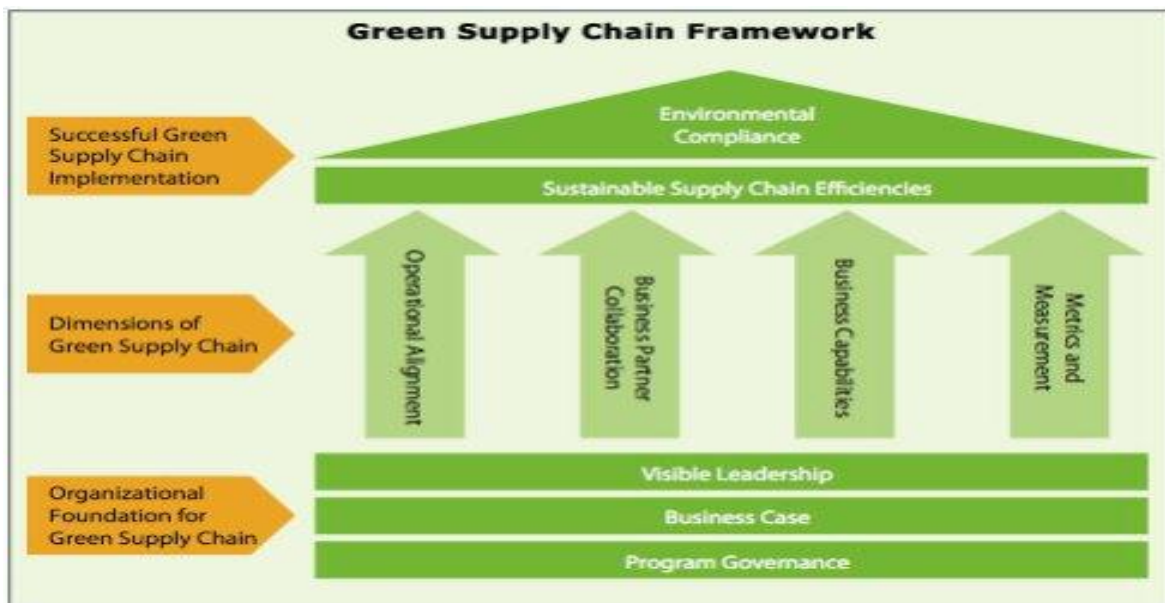 Green Supply Chain Framework
Successful Green
Supply Chain
Implementation
Environmental
Compliance
Sustainable Supply Chain Efficiencies
Dimensions of
Green Supply Chain
Operational Alignment
Business Partner
Collaboration
Business Capabilities
Metrics and
Measurement
Organizational
Foundation for
Green Supply Chain
Visible Leadership
Business Case
Program Governance